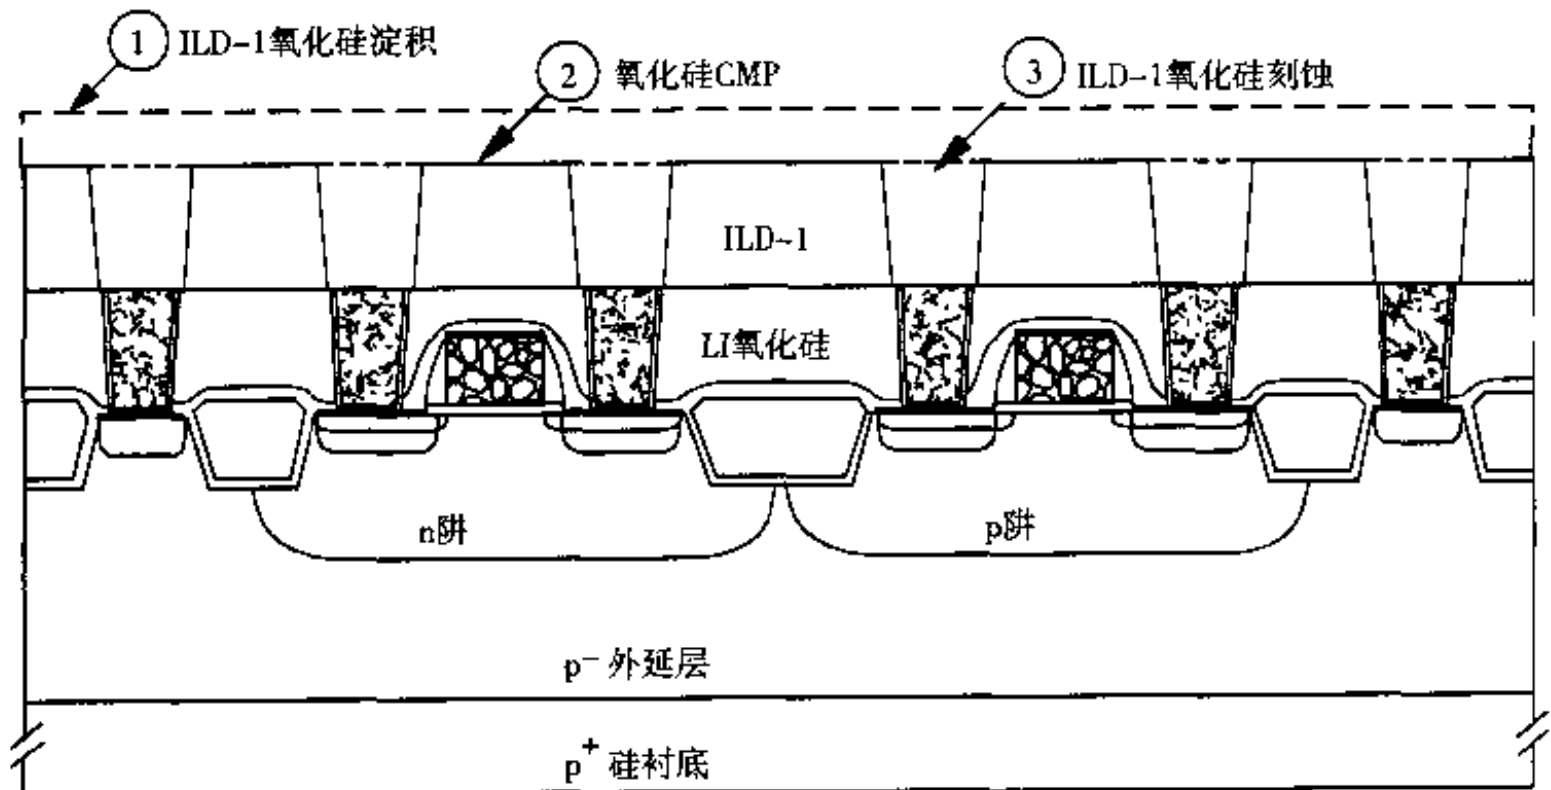 1 ILD-1氧化硅淀积
2 氧化硅CMP
3 ILD-1氧化硅刻蚀
ILD-1
LI氧化硅
n阱
p阱
p⁻ 外延层
p⁺ 硅衬底